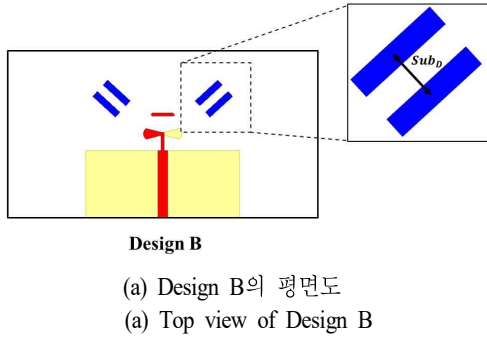 Sub_D
Design B
(a) Design B의 평면도
(a) Top view of Design B